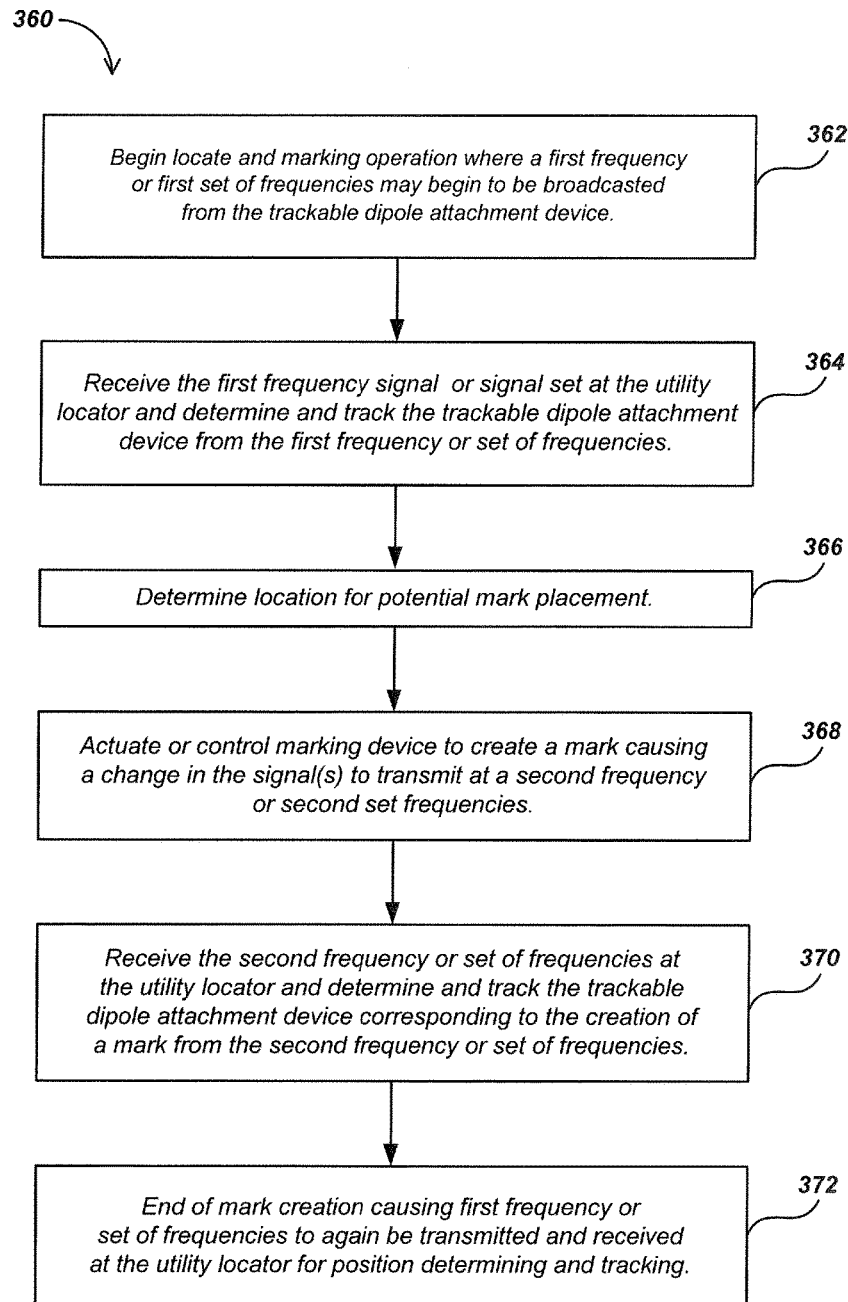 360
362
Begin locate and marking operation where a first frequency
or first set of frequencies may begin to be broadcasted
from the trackable dipole attachment device.
364
Receive the first frequency signal or signal set at the utility
locator and determine and track the trackable dipole attachment
device from the first frequency or set of frequencies.
366
Determine location for potential mark placement.
368
Actuate or control marking device to create a mark causing
a change in the signal(s) to transmit at a second frequency
or second set frequencies.
370
Receive the second frequency or set of frequencies at
the utility locator and determine and track the trackable
dipole attachment device corresponding to the creation of
a mark from the second frequency or set of frequencies.
372
End of mark creation causing first frequency or
set of frequencies to again be transmitted and received
at the utility locator for position determining and tracking.